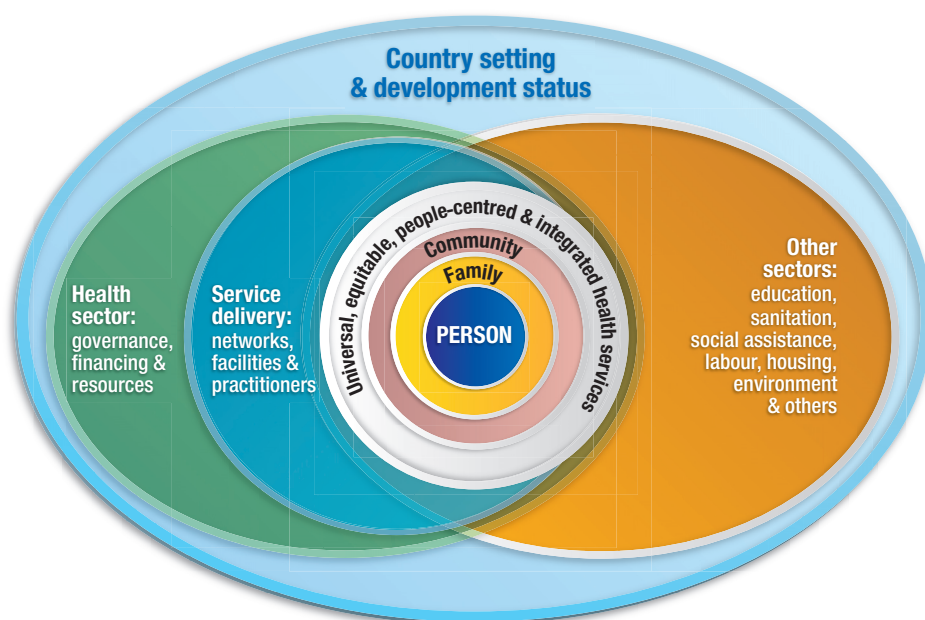 Country setting
& development status
Universal, equitable, people-centred & integrated health services
Community
Family
PERSON
Health
sector:
governance,
financing &
resources
Service
delivery:
networks,
facilities &
practitioners
Other
sectors:
education,
sanitation,
social assistance,
labour, housing,
environment
& others